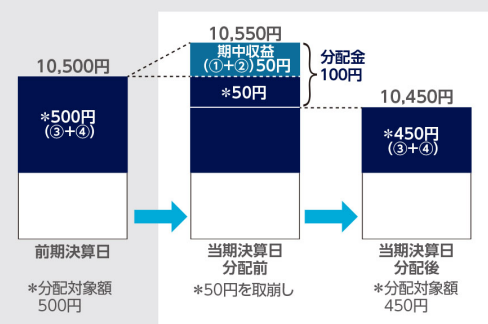 10,500円
*500円
(③+④)
前期決算日
*分配対象額
500円
10,550円
期中収益
(①+②)50円
*50円
分配金
100円
当期決算日
分配前
*50円を取崩し
10,450円
*450円
(③+④)
当期決算日
分配後
*分配対象額
450円